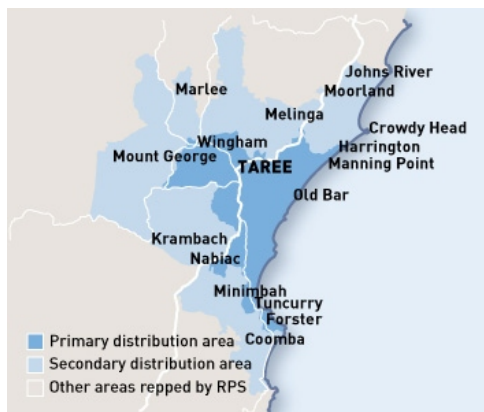 Johns River
Marlee
Moorland
Melinga
Crowdy Head
Wingham
Harrington
Mount George
TAREE
Manning Point
Old Bar
Krambach
Nabiac
Minimbah
Tuncurry
Forster
Coomba
Primary distribution area
Secondary distribution area
Other areas repped by RPS